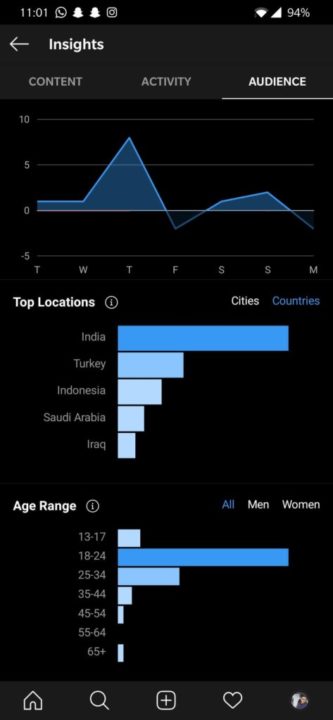 11:01 94%
Insights
CONTENT ACTIVITY AUDIENCE
10
5
0
-5
T W T F S S M
Top Locations Cities Countries
India
Turkey
Indonesia
Saudi Arabia
Iraq
Age Range All Men Women
13-17
18-24
25-34
35-44
45-54
55-64
65+